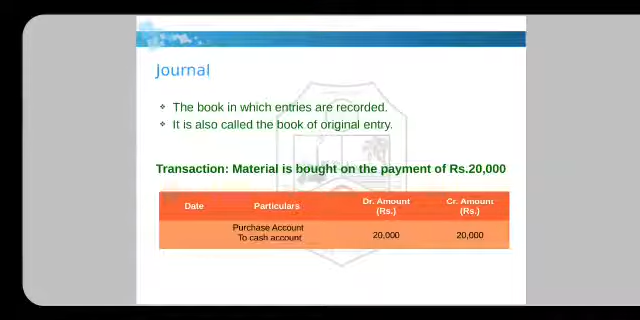 Journal
The book in which entries are recorded.
It is also called the book of original entry.
Transaction: Material is bought on the payment of Rs.20,000
Date Particulars Dr. Amount (Rs.) Cr. Amount (Rs.)
Purchase Account
To cash account 20,000 20,000